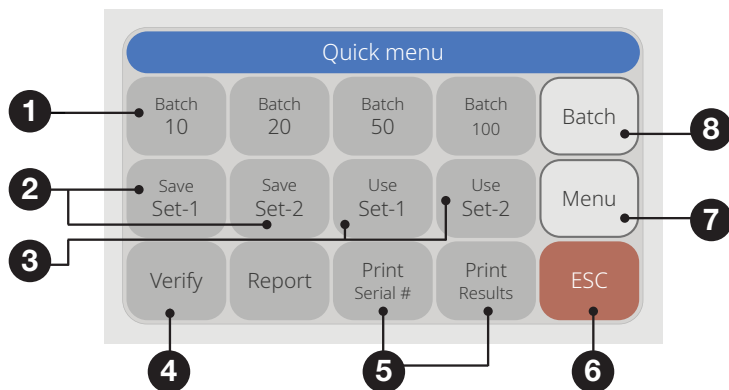 Quick menu
1
Batch
10
Batch
20
Batch
50
Batch
100
Batch
8
2
Save
Set-1
Save
Set-2
Use
Set-1
Use
Set-2
Menu
7
3
Verify
Report
Print
Serial #
Print
Results
ESC
4
5
6